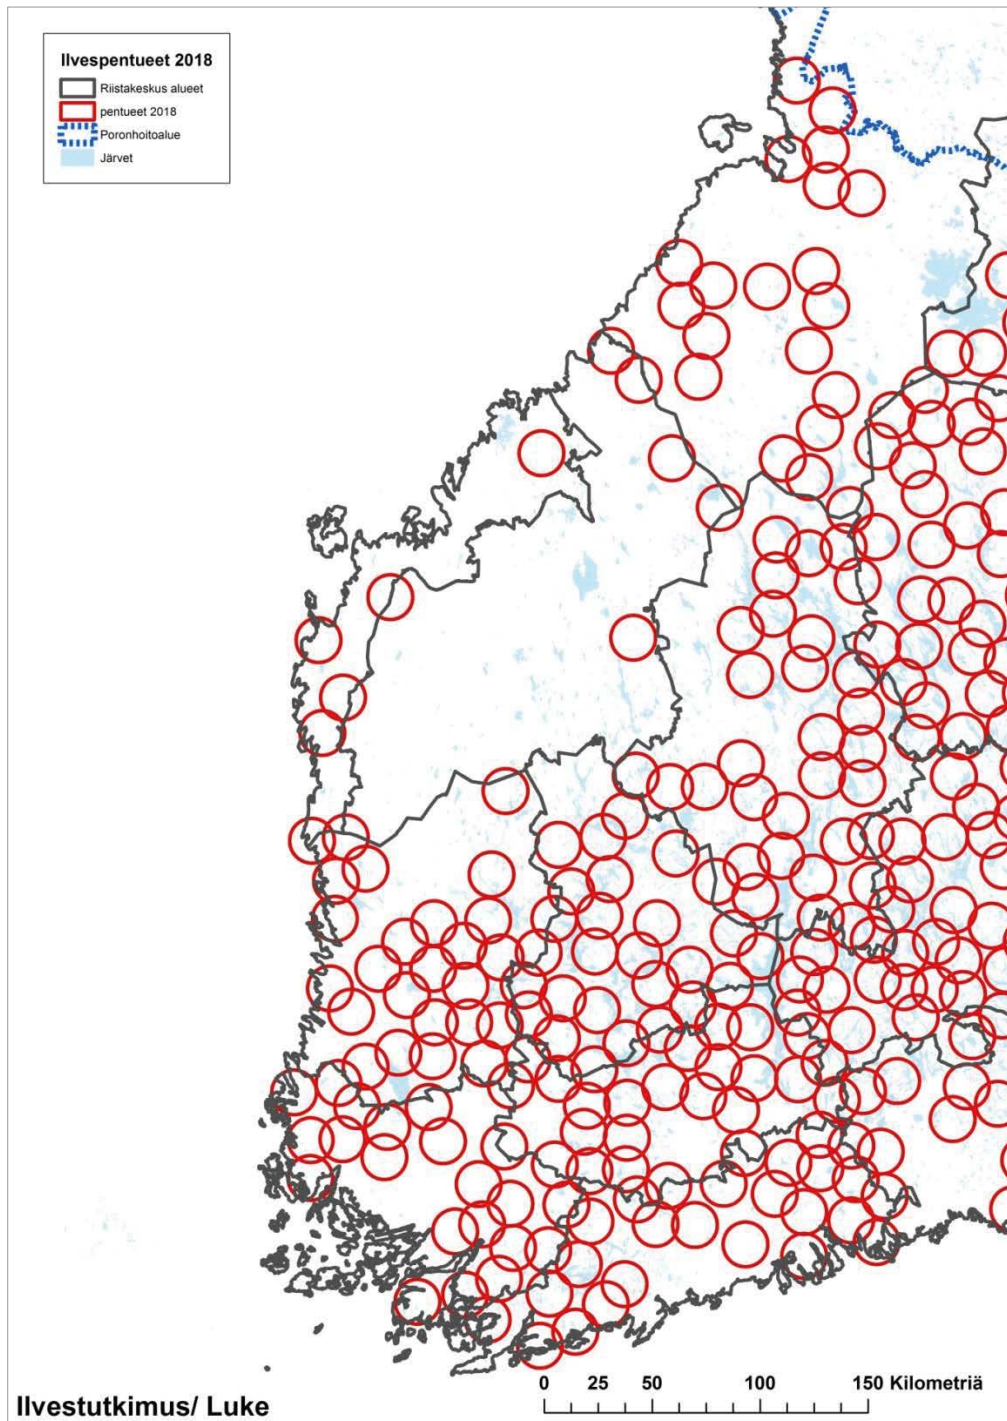 Ilvespentueet 2018
Riistakeskus alueet
pentueet 2018
Poronhoitoalue
Järvet
0 25 50 100 150 Kilometriä
Ilvestutkimus/ Luke